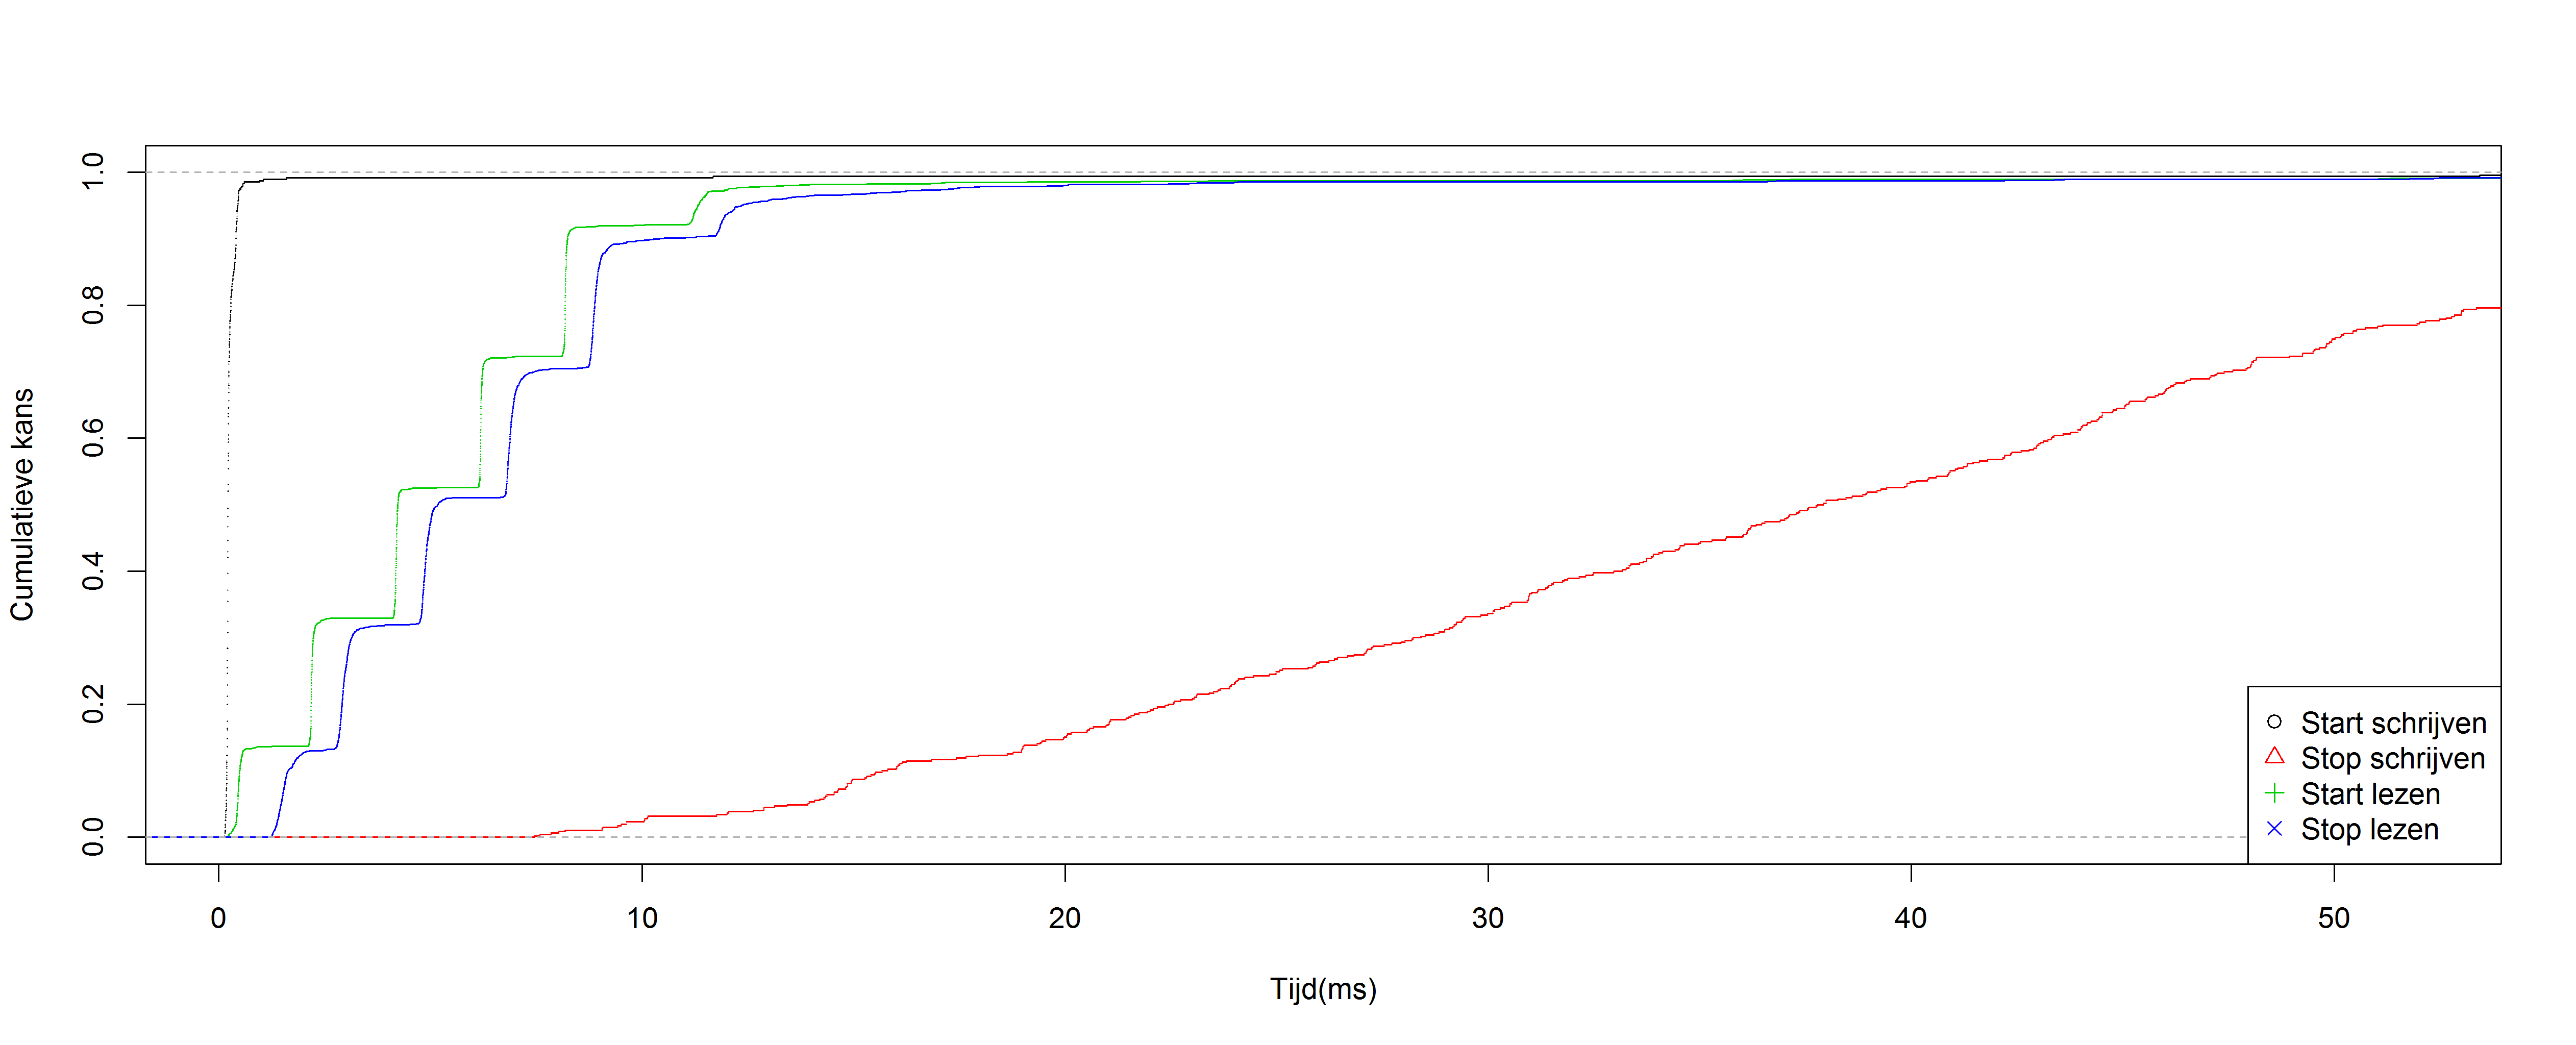 Cumulatieve kans
1.0
0.8
0.6
0.4
0.2
0.0
0 10 20 30 40 50
Tijd(ms)
Start schrijven
Stop schrijven
Start lezen
Stop lezen